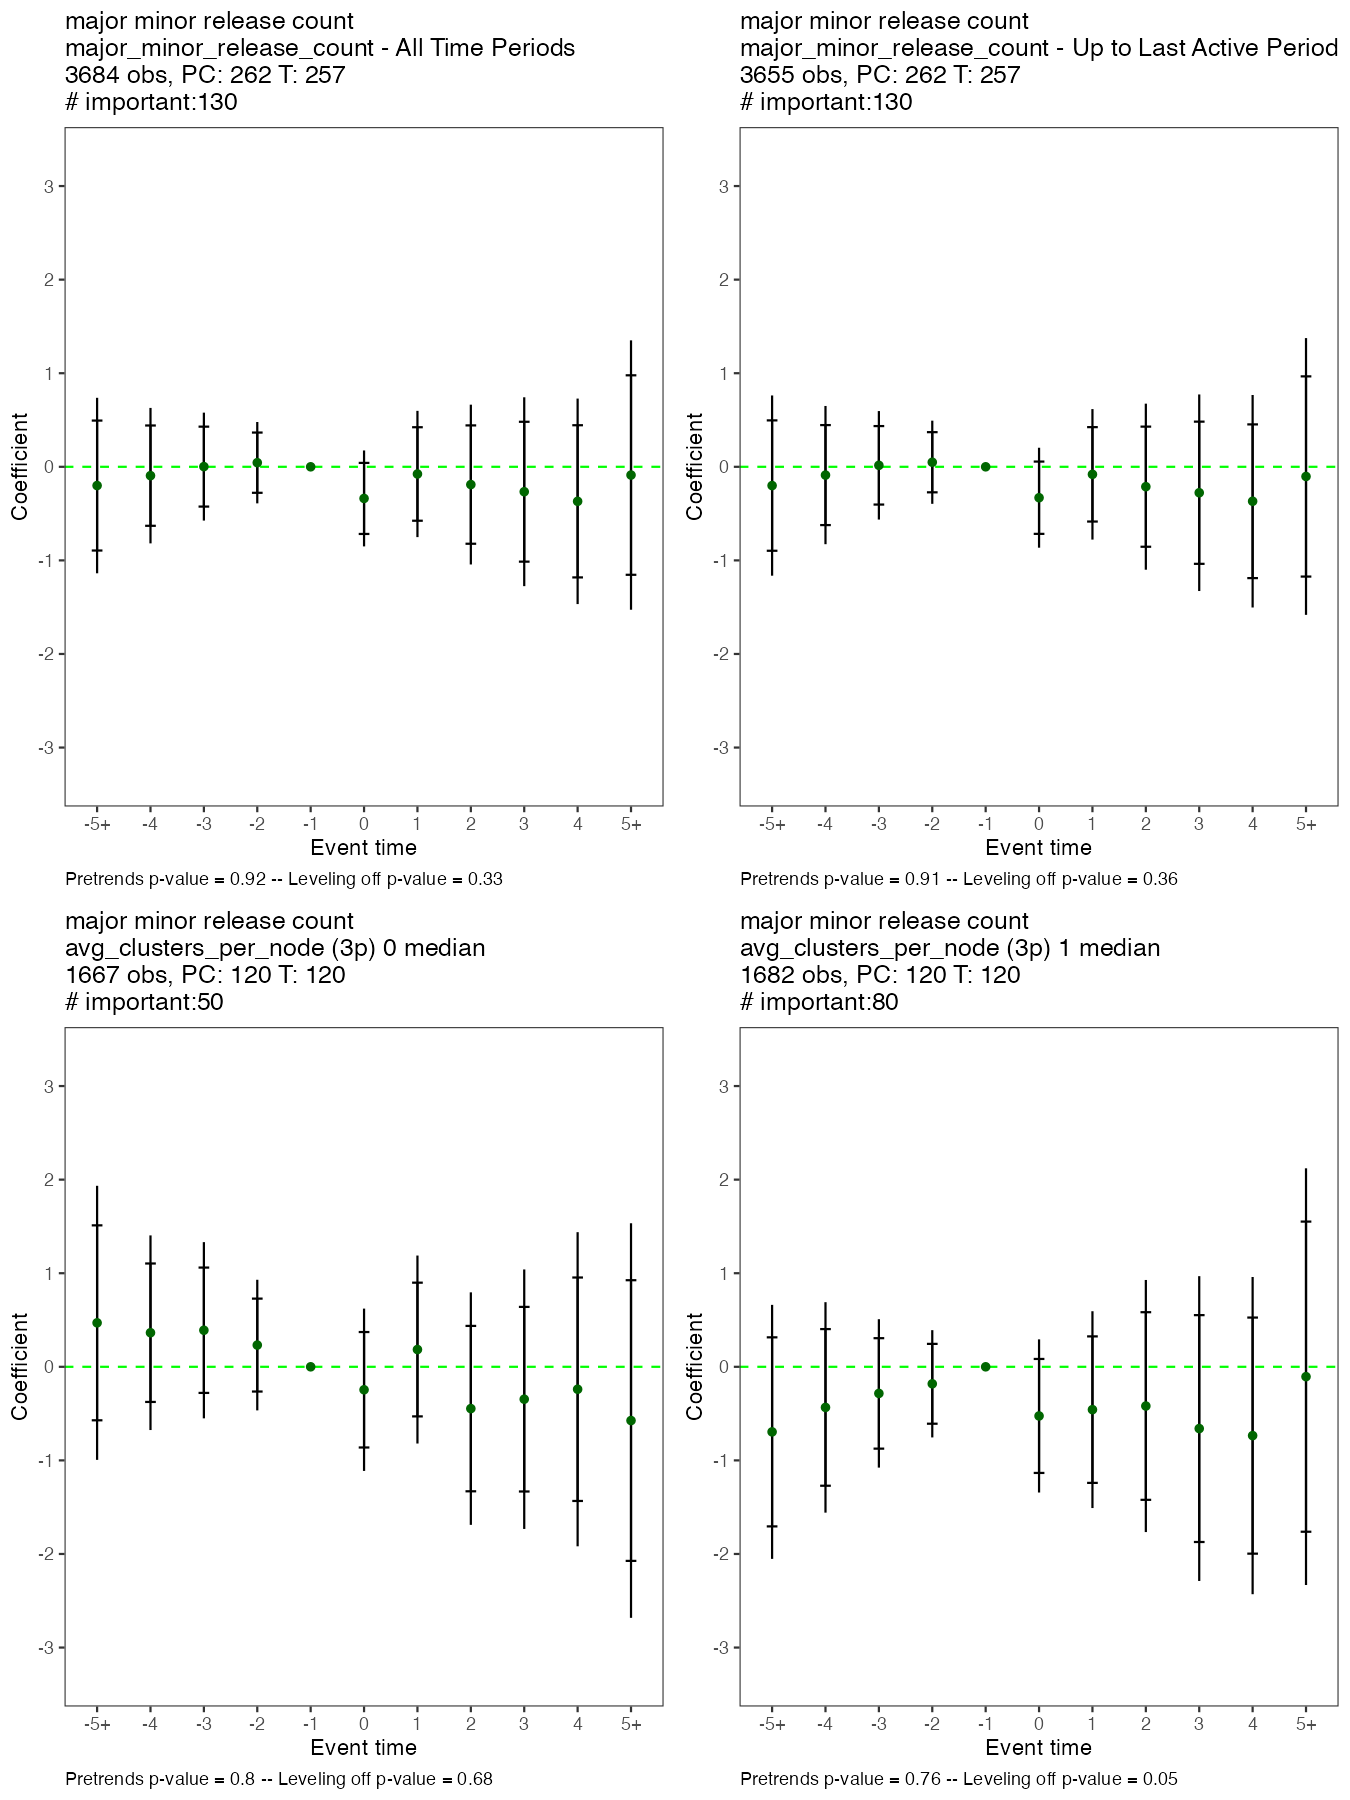 major minor release count
major_minor_release_count - All Time Periods
3684 obs, PC: 262 T: 257
# important:130
3
2
1
0
-1
-2
-3
Coefficient
-5+ -4 -3 -2 -1 0 1 2 3 4 5+
Event time
Pretrends p-value = 0.92 -- Leveling off p-value = 0.33
major minor release count
major_minor_release_count - Up to Last Active Period
3655 obs, PC: 262 T: 257
# important:130
3
2
1
0
-1
-2
-3
Coefficient
-5+ -4 -3 -2 -1 0 1 2 3 4 5+
Event time
Pretrends p-value = 0.91 -- Leveling off p-value = 0.36
major minor release count
avg_clusters_per_node (3p) 0 median
1667 obs, PC: 120 T: 120
# important:50
3
2
1
0
-1
-2
-3
Coefficient
-5+ -4 -3 -2 -1 0 1 2 3 4 5+
Event time
Pretrends p-value = 0.8 -- Leveling off p-value = 0.68
major minor release count
avg_clusters_per_node (3p) 1 median
1682 obs, PC: 120 T: 120
# important:80
3
2
1
0
-1
-2
-3
Coefficient
-5+ -4 -3 -2 -1 0 1 2 3 4 5+
Event time
Pretrends p-value = 0.76 -- Leveling off p-value = 0.05